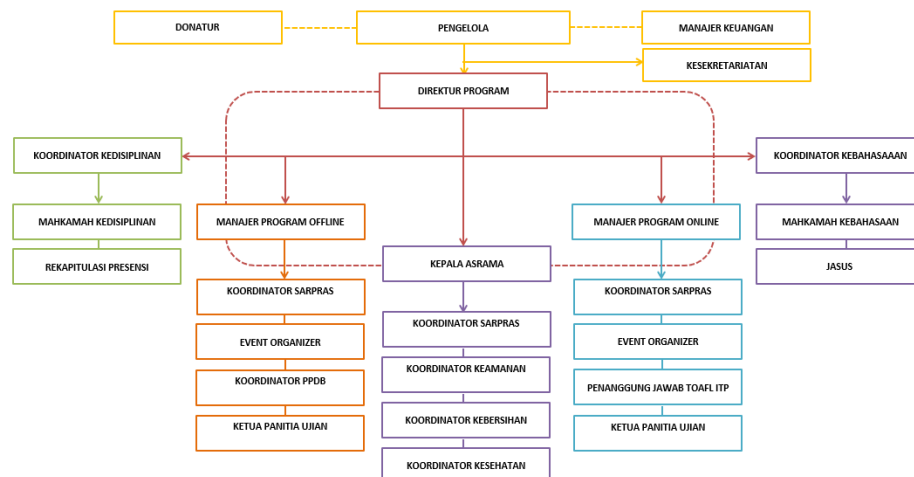 DONATUR
PENGELOLA
MANAJER KEUANGAN
KESEKRETARIATAN
DIREKTUR PROGRAM
KOORDINATOR KEDISIPLINAN
KOORDINATOR KEBAHASAAAN
MAHKAMAH KEDISIPLINAN
MANAJER PROGRAM OFFLINE
MANAJER PROGRAM ONLINE
MAHKAMAH KEBAHASAAN
REKAPITULASI PRESENSI
KEPALA ASRAMA
JASUS
KOORDINATOR SARPRAS
KOORDINATOR SARPRAS
KOORDINATOR SARPRAS
EVENT ORGANIZER
EVENT ORGANIZER
KOORDINATOR KEAMANAN
KOORDINATOR PPDB
PENANGGUNG JAWAB TOAFL ITP
KOORDINATOR KEBERSIHAN
KETUA PANITIA UJIAN
KETUA PANITIA UJIAN
KOORDINATOR KESEHATAN